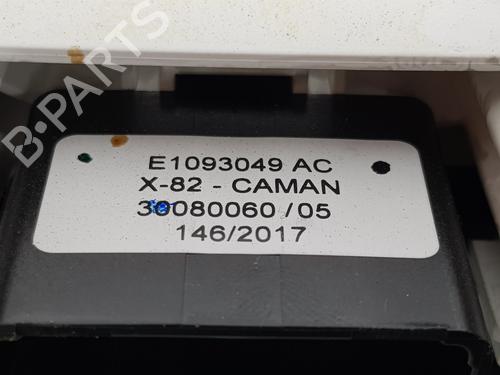 B-PARTS
E1093049 AC
X-82 - CAMAN
30080060 / 05
146/2017